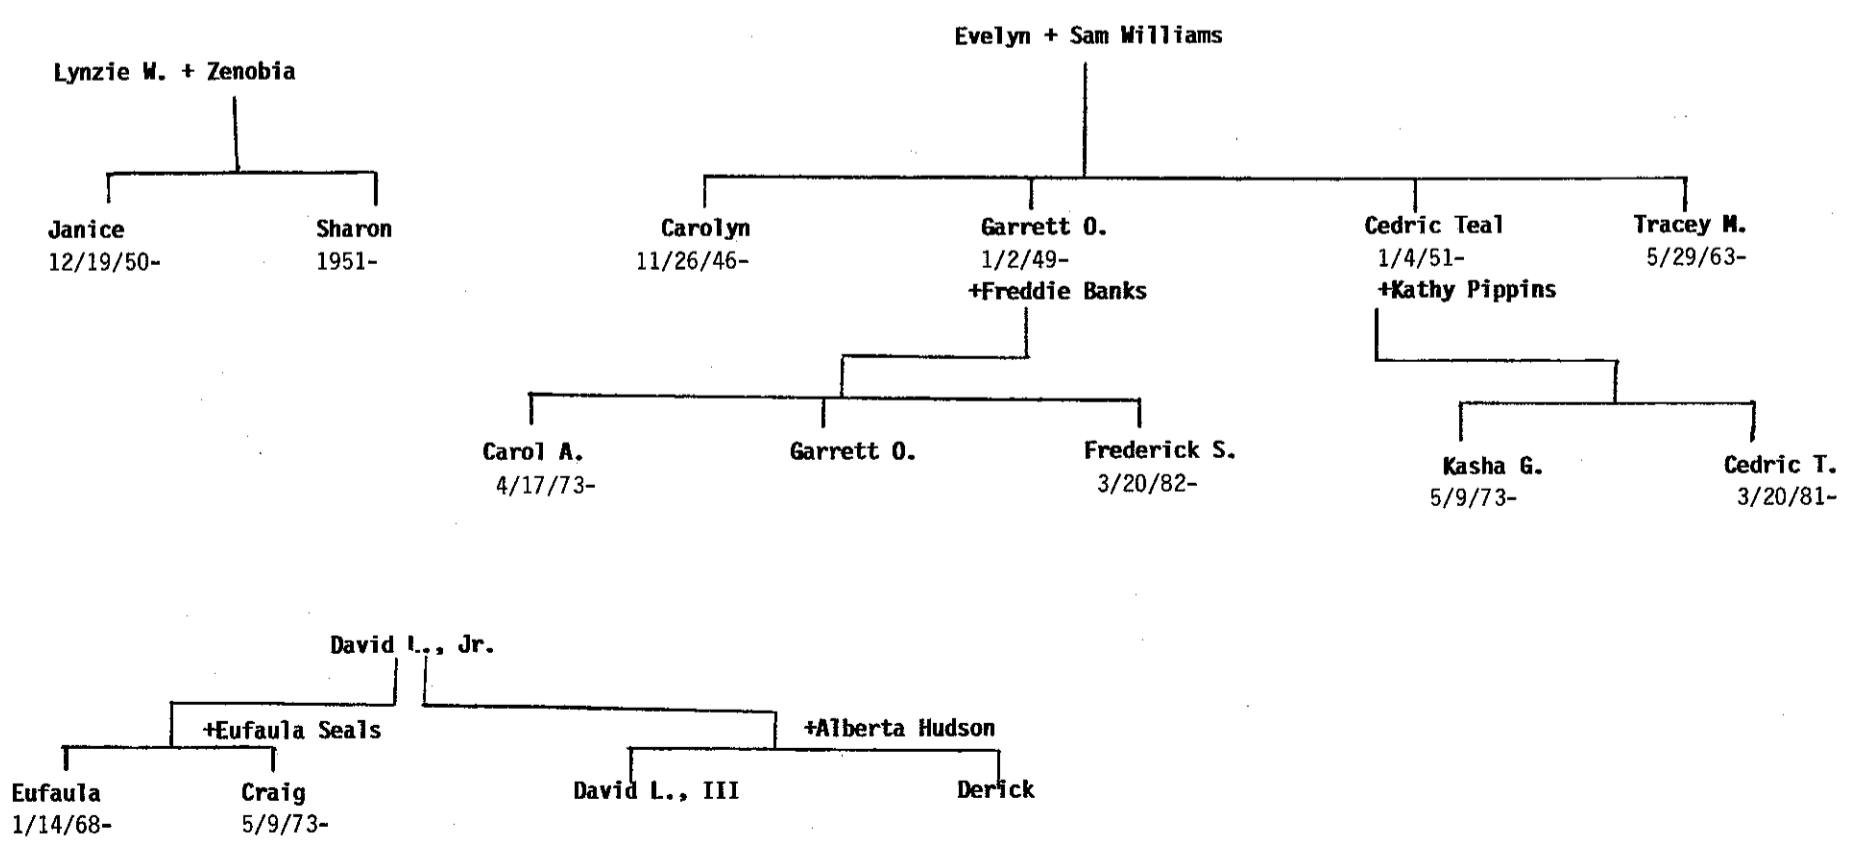 Evelyn + Sam Williams
Lynzie W. + Zenobia
Janice
12/19/50-
Sharon
1951-
Carolyn
11/26/46-
Garrett O.
1/2/49-
+Freddie Banks
Cedric Teal
1/4/51-
+Kathy Pippins
Tracey M.
5/29/63-
Carol A.
4/17/73-
Garrett O.
Frederick S.
3/20/82-
Kasha G.
5/9/73-
Cedric T.
3/20/81-
David L., Jr.
+Eufaula Seals
+Alberta Hudson
Eufaula
1/14/68-
Craig
5/9/73-
David L., III
Derick